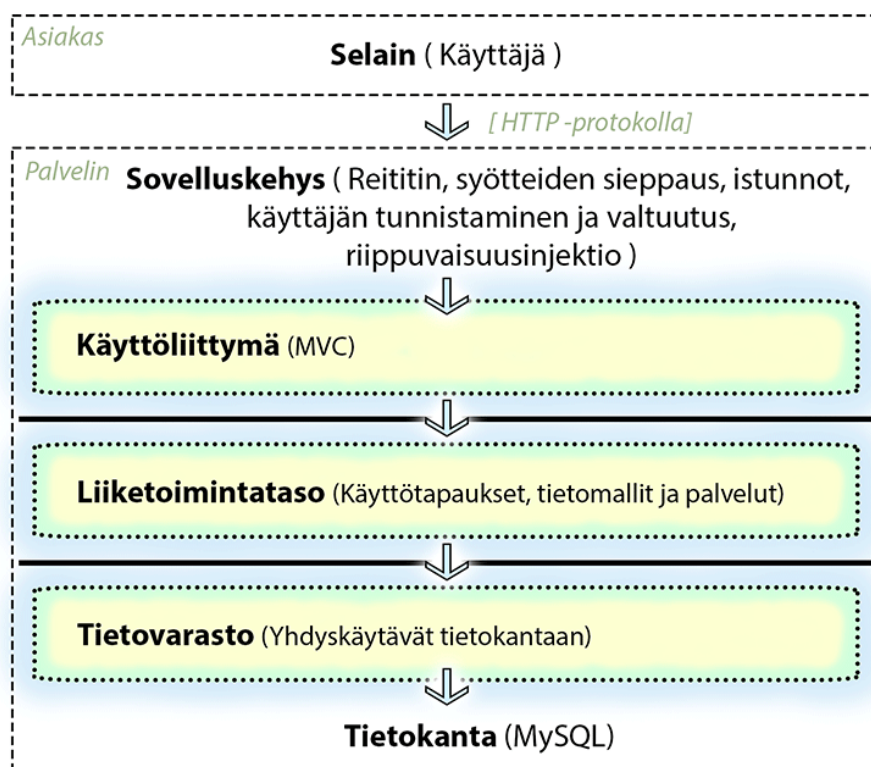 Asiakas
Selain ( Käyttäjä )
[ HTTP -protokolla]
Palvelin
Sovelluskehys ( Reititin, syötteiden sieppaus, istunnot,
käyttäjän tunnistaminen ja valtuutus,
riippuvaisuusinjektio )
Käyttöliittymä (MVC)
Liiketoimintataso (Käyttötapaukset, tietomallit ja palvelut)
Tietovarasto (Yhdyskäytävät tietokantaan)
Tietokanta (MySQL)